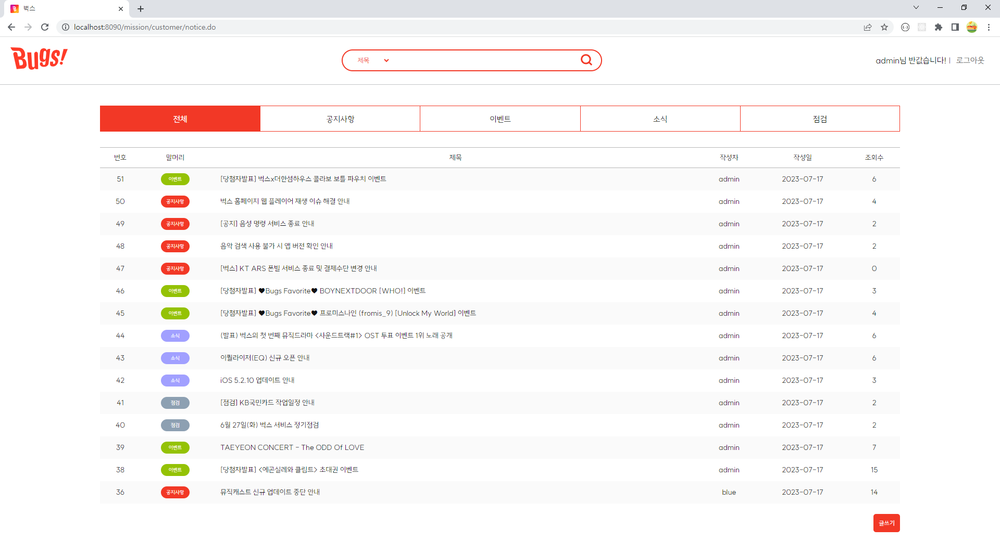 벅스
localhost:8090/mission/customer/notice.do
Bugs!
제목
admin님 반갑습니다! | 로그아웃
전체 공지사항 이벤트 소식 점검
번호 말머리 제목 작성자 작성일 조회수
51 이벤트 [당첨자발표] 벅스x더한섬하우스 콜라보 보틀 파우치 이벤트 admin 2023-07-17 6
50 공지사항 벅스 홈페이지 웹 플레이어 재생 이슈 해결 안내 admin 2023-07-17 4
49 공지사항 [공지] 음성 명령 서비스 종료 안내 admin 2023-07-17 2
48 공지사항 음악 검색 사용 불가 시 앱 버전 확인 안내 admin 2023-07-17 2
47 공지사항 [벅스] KT ARS 폰빌 서비스 종료 및 결제수단 변경 안내 admin 2023-07-17 0
46 이벤트 [당첨자발표] ♥Bugs Favorite♥ BOYNEXTDOOR [WHO!] 이벤트 admin 2023-07-17 3
45 이벤트 [당첨자발표] ♥Bugs Favorite♥ 프로미스나인 (fromis_9) [Unlock My World] 이벤트 admin 2023-07-17 4
44 소식 (발표) 벅스의 첫 번째 뮤직드라마 <사운드트랙#1> OST 투표 이벤트 1위 노래 공개 admin 2023-07-17 6
43 소식 이퀄라이저(EQ) 신규 오픈 안내 admin 2023-07-17 6
42 소식 iOS 5.2.10 업데이트 안내 admin 2023-07-17 3
41 점검 [점검] KB국민카드 작업일정 안내 admin 2023-07-17 2
40 점검 6월 27일(화) 벅스 서비스 정기점검 admin 2023-07-17 2
39 이벤트 TAEYEON CONCERT - The ODD Of LOVE admin 2023-07-17 7
38 이벤트 [당첨자발표] <에곤실레와 클림트> 초대권 이벤트 admin 2023-07-17 15
36 공지사항 뮤직캐스트 신규 업데이트 중단 안내 blue 2023-07-17 14
글쓰기